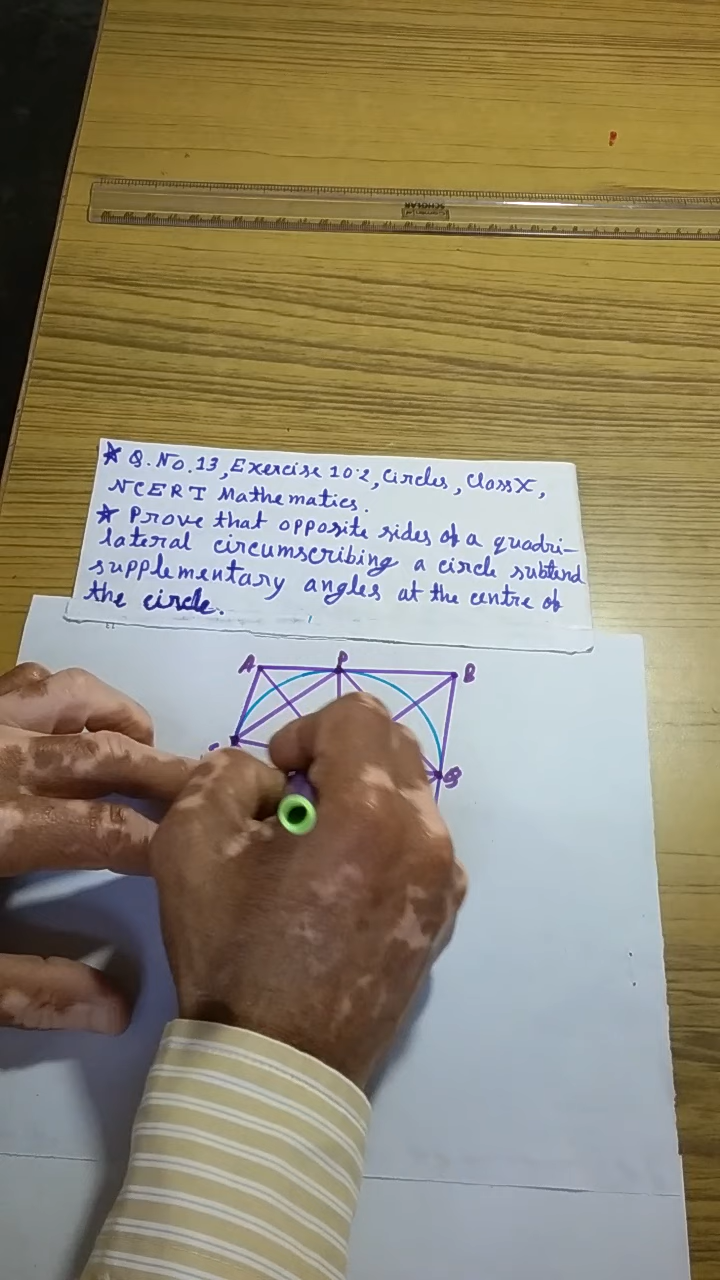 * Q. No. 13, Exercise 10.2, Circles, Class X,
NCERT Mathematics.
* Prove that opposite sides of a quadri-
lateral circumscribing a circle subtend
supplementary angles at the centre of
the circle.
A P B
Q
SCHOLAR